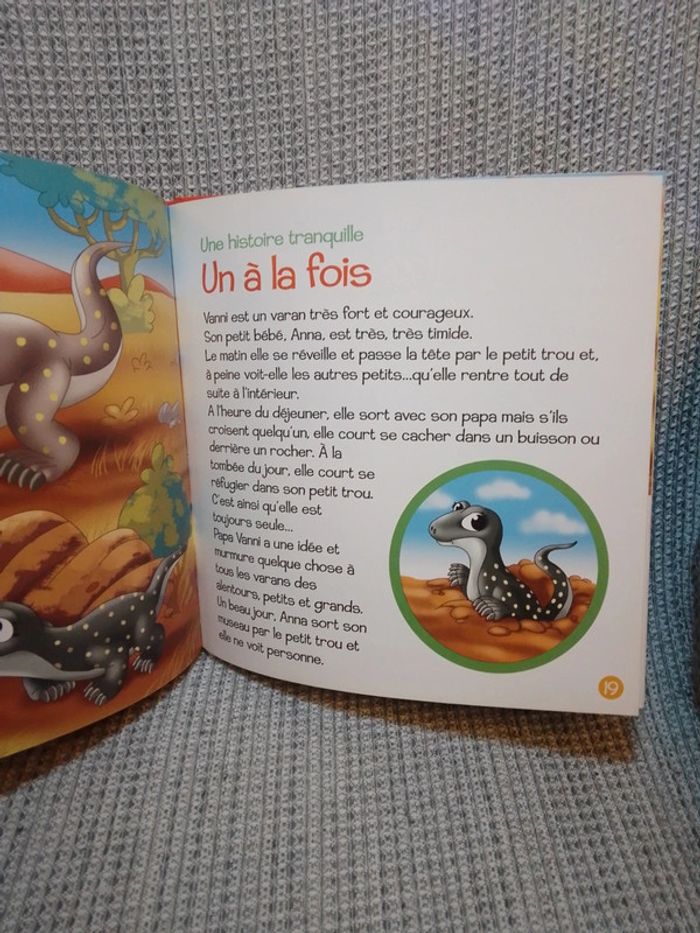 Une histoire tranquille
Un à la fois
Vanni est un varan très fort et courageux.
Son petit bébé, Anna, est très, très timide.
Le matin elle se réveille et passe la tête par le petit trou et,
à peine voit-elle les autres petits...qu'elle rentre tout de
suite à l'intérieur.
A l'heure du déjeuner, elle sort avec son papa mais s'ils
croisent quelqu'un, elle court se cacher dans un buisson ou
derrière un rocher. À la
tombée du jour, elle court se
réfugier dans son petit trou.
C'est ainsi qu'elle est
toujours seule...
Papa Vanni a une idée et
murmure quelque chose à
tous les varans des
alentours, petits et grands.
Un beau jour, Anna sort son
museau par le petit trou et
elle ne voit personne.
19